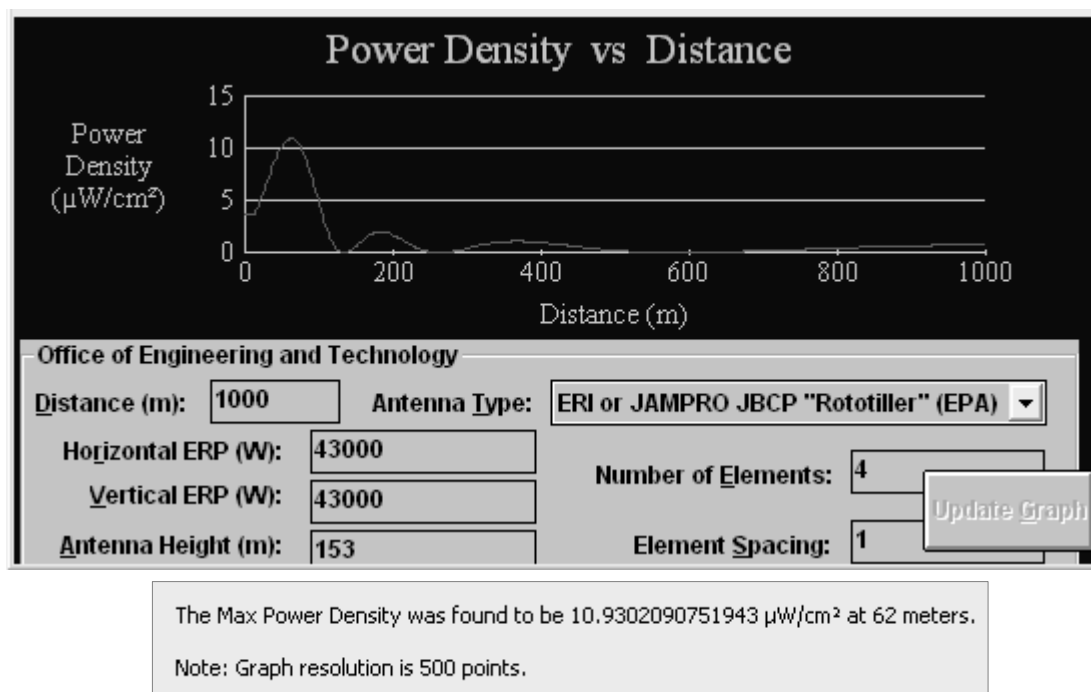 Power Density vs Distance
Power
Density
(µW/cm²)
15
10
5
0
0 200 400 600 800 1000
Distance (m)
Office of Engineering and Technology
Distance (m): 1000 Antenna Type: ERI or JAMPRO JBCP "Rototiller" (EPA)
Horizontal ERP (W): 43000
Number of Elements: 4
Vertical ERP (W): 43000
Update Graph
Antenna Height (m): 153 Element Spacing: 1
The Max Power Density was found to be 10.9302090751943 µW/cm² at 62 meters.
Note: Graph resolution is 500 points.